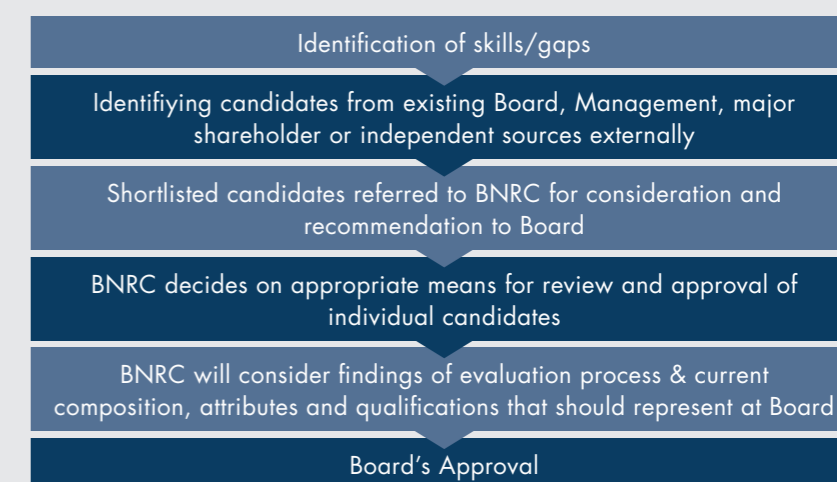 Identification of skills/gaps
Identifiying candidates from existing Board, Management, major
shareholder or independent sources externally
Shortlisted candidates referred to BNRC for consideration and
recommendation to Board
BNRC decides on appropriate means for review and approval of
individual candidates
BNRC will consider findings of evaluation process & current
composition, attributes and qualifications that should represent at Board
Board’s Approval